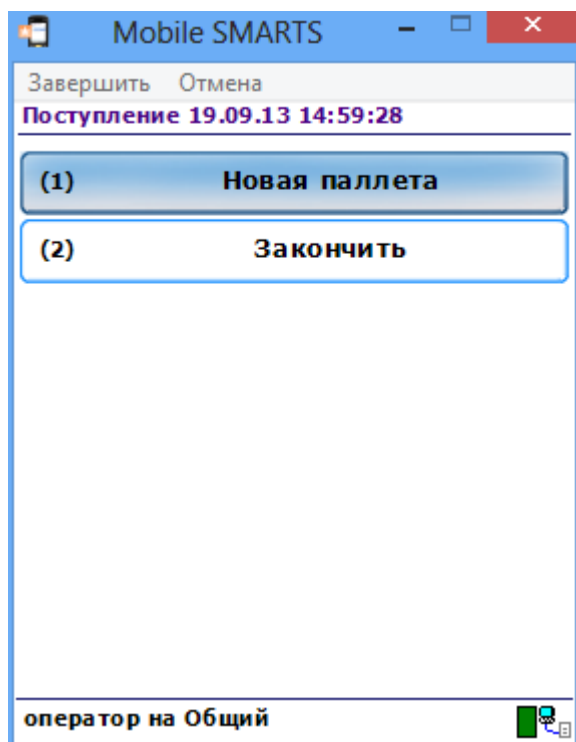 Mobile SMARTS
Завершить Отмена
Поступление 19.09.13 14:59:28
(1) Новая паллета
(2) Закончить
оператор на Общий